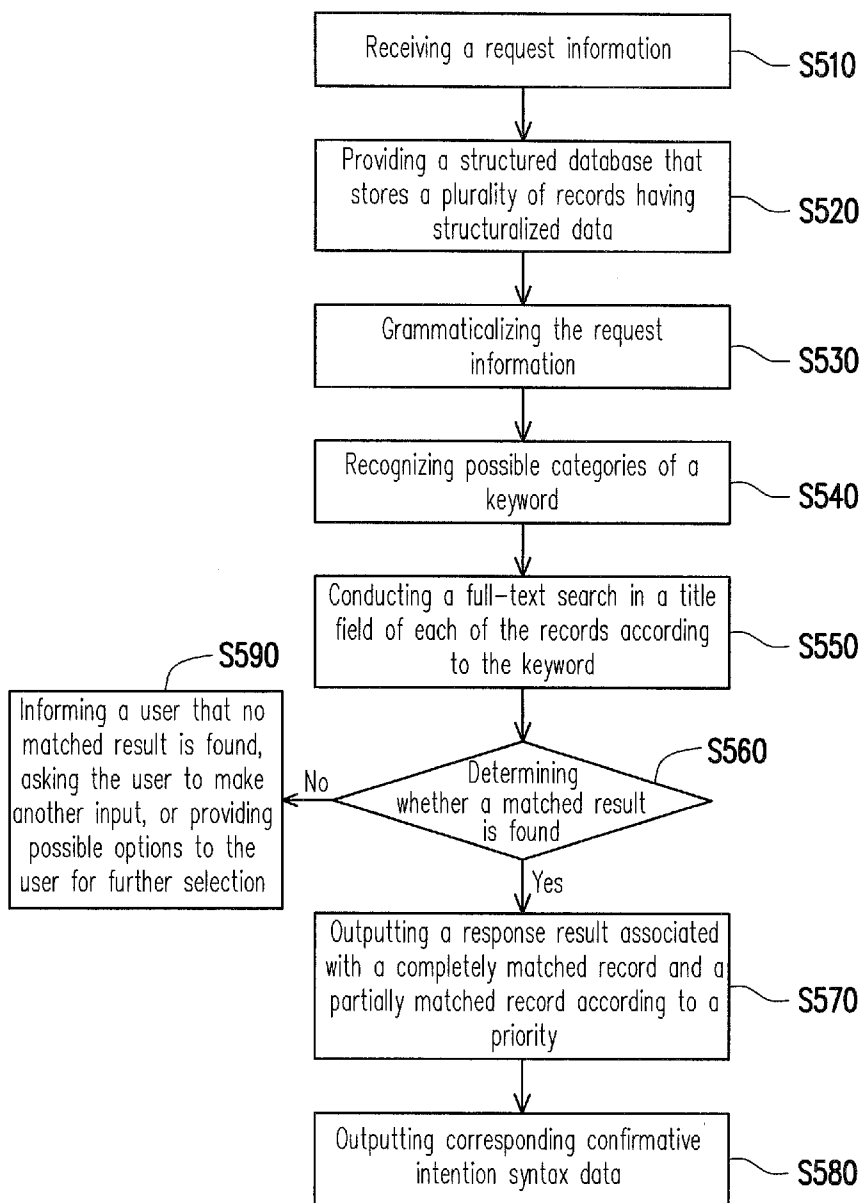 Receiving a request information
S510
Providing a structured database that
stores a plurality of records having
structuralized data
S520
Grammaticalizing the request
information
S530
Recognizing possible categories of a
keyword
S540
Conducting a full-text search in a title
field of each of the records according
to the keyword
S550
S590
Informing a user that no
matched result is found,
asking the user to make
another input, or providing
possible options to the
user for further selection
No
Determining
whether a matched result
is found
S560
Yes
Outputting a response result associated
with a completely matched record and a
partially matched record according to a
priority
S570
Outputting corresponding confirmative
intention syntax data
S580